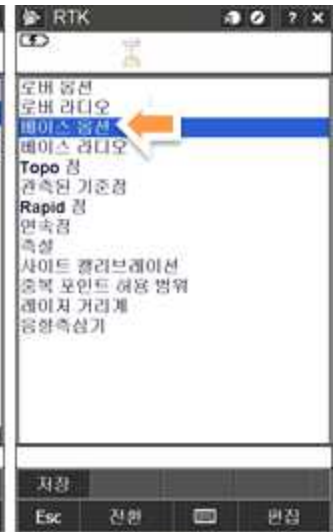 RTK
? ×
로버 옵션
로버 라디오
베이스 옵션
베이스 라디오
Topo 점
관측된 기준점
Rapid 점
연속점
측설
사이트 캘리브레이션
중복 포인트 허용 범위
레이저 거리계
음향측심기
저장
Esc 전환 편집